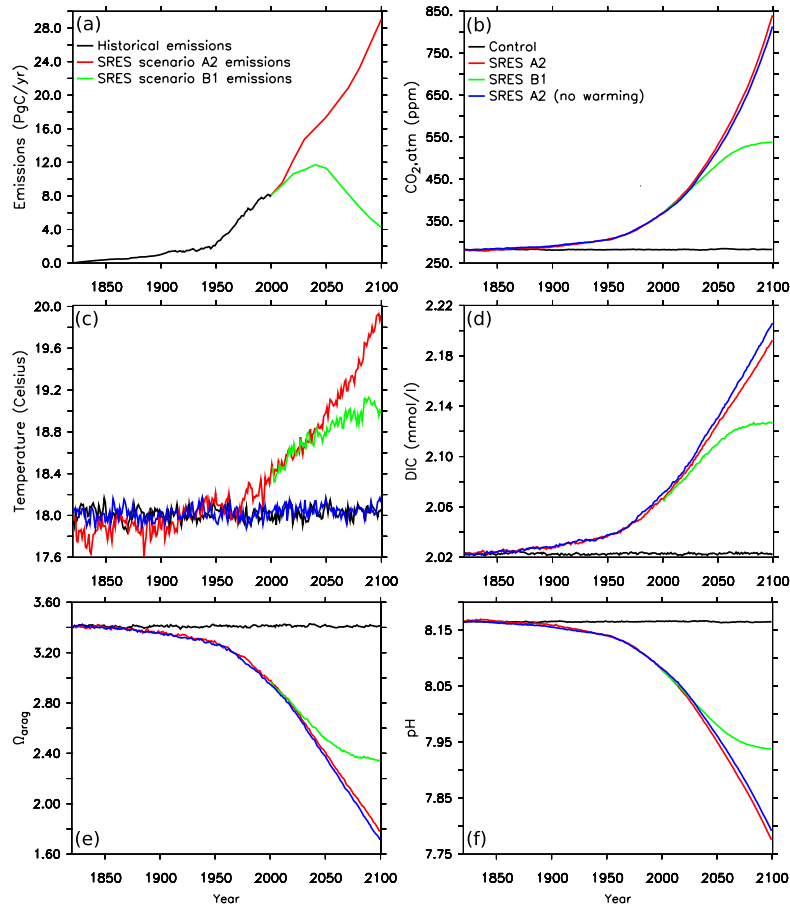 (a)
Historical emissions
SRES scenario A2 emissions
SRES scenario B1 emissions
Emissions (PgC/yr)
28.0
24.0
20.0
16.0
12.0
8.0
4.0
0.0
1850 1900 1950 2000 2050 2100
(b)
Control
SRES A2
SRES B1
SRES A2 (no warming)
CO2,atm (ppm)
850.
750.
650.
550.
450.
350.
250.
1850 1900 1950 2000 2050 2100
(c)
Temperature (Celsius)
20.0
19.6
19.2
18.8
18.4
18.0
17.6
1850 1900 1950 2000 2050 2100
(d)
DIC (mmol/l)
2.22
2.18
2.14
2.10
2.06
2.02
1850 1900 1950 2000 2050 2100
(e)
Ωarag
3.60
3.20
2.80
2.40
2.00
1.60
1850 1900 1950 2000 2050 2100
Year
(f)
pH
8.15
8.05
7.95
7.85
7.75
1850 1900 1950 2000 2050 2100
Year